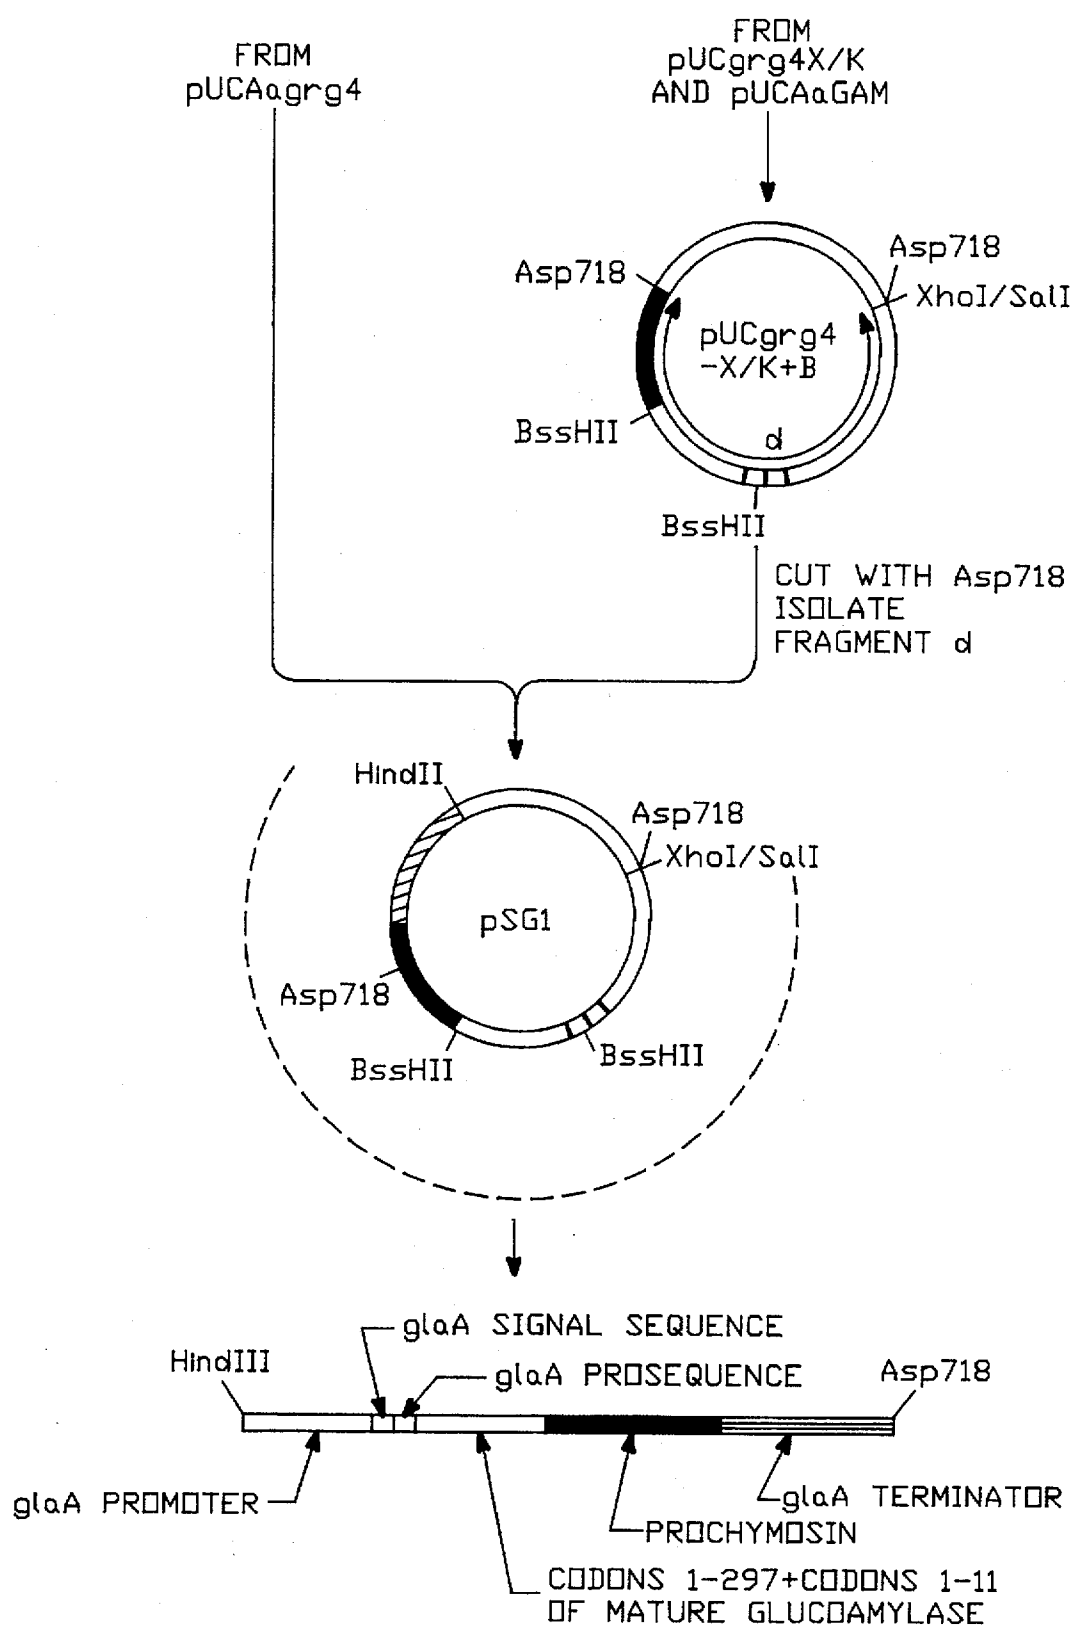 FROM
pUCAagrg4
FROM
pUCgrg4X/K
AND pUCAaGAM
Asp718
Asp718
XhoI/SalI
pUCgrg4
-X/K+B
BssHII
d
BssHII
CUT WITH Asp718
ISOLATE
FRAGMENT d
HindII
Asp718
XhoI/SalI
pSG1
Asp718
BssHII
BssHII
glaA SIGNAL SEQUENCE
HindIII
glaA PROSEQUENCE
Asp718
glaA PROMOTER
glaA TERMINATOR
PROCHYMOSIN
CODONS 1-297+CODONS 1-11
OF MATURE GLUCOAMYLASE